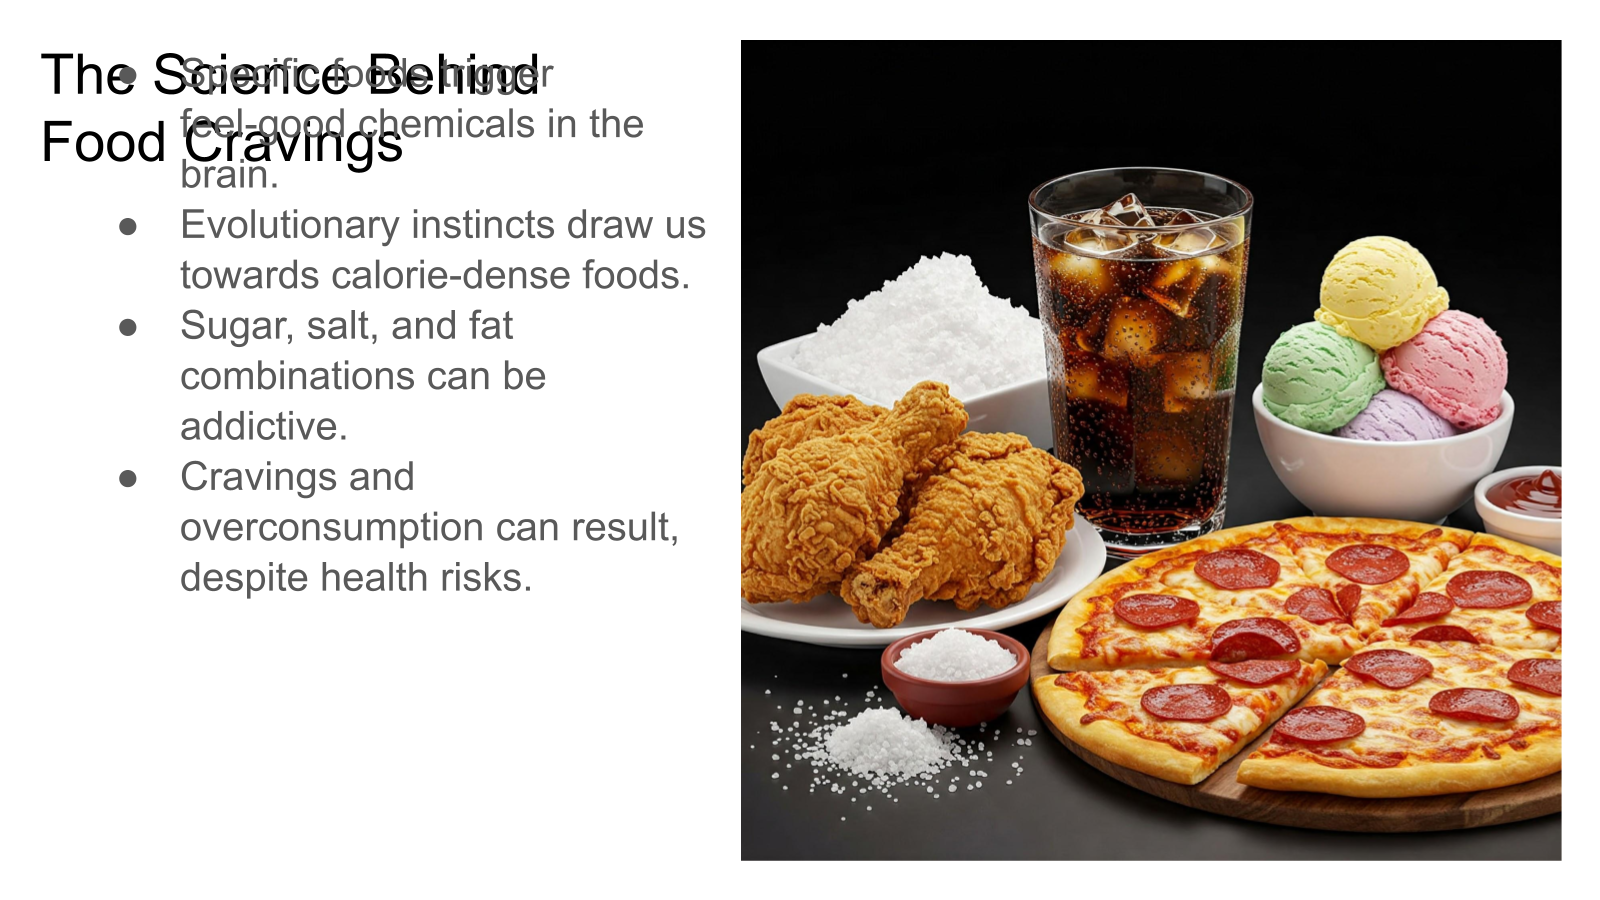 The Science Behind
Food Cravings
● Specific foods trigger
feel-good chemicals in the
brain.
● Evolutionary instincts draw us
towards calorie-dense foods.
● Sugar, salt, and fat
combinations can be
addictive.
● Cravings and
overconsumption can result,
despite health risks.